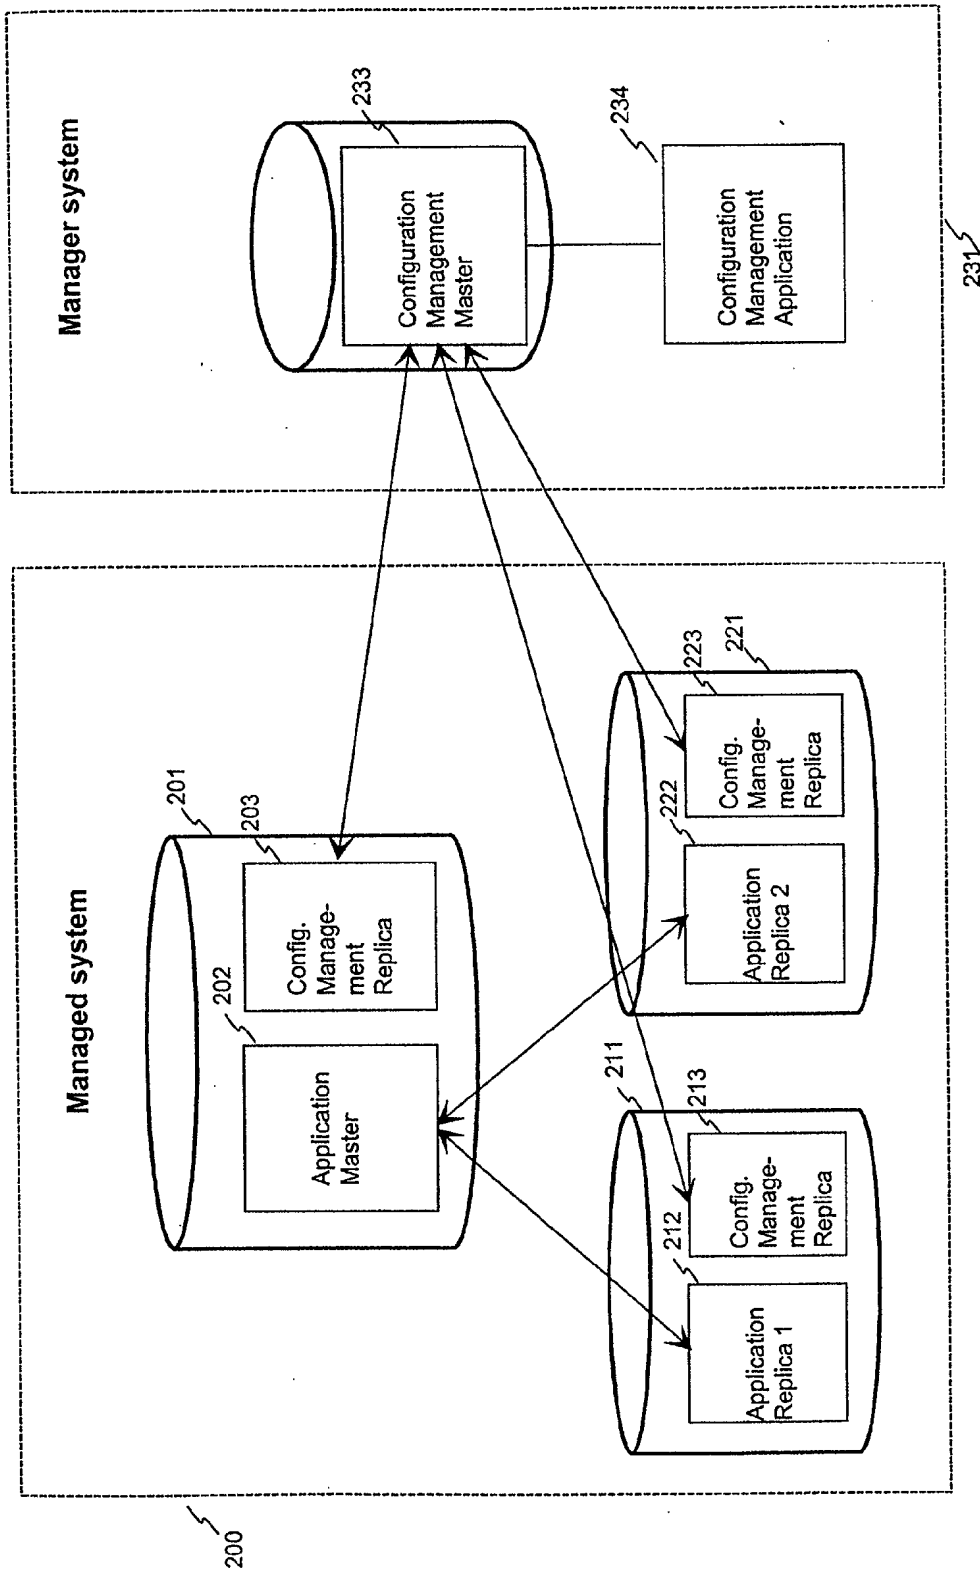 Managed system
Manager system
200
201
203
202
Application
Master
Config.
Manage-
ment
Replica
233
Configuration
Management
Master
234
Configuration
Management
Application
231
211
213
212
Application
Replica 1
Config.
Manage-
ment
Replica
221
223
222
Application
Replica 2
Config.
Manage-
ment
Replica